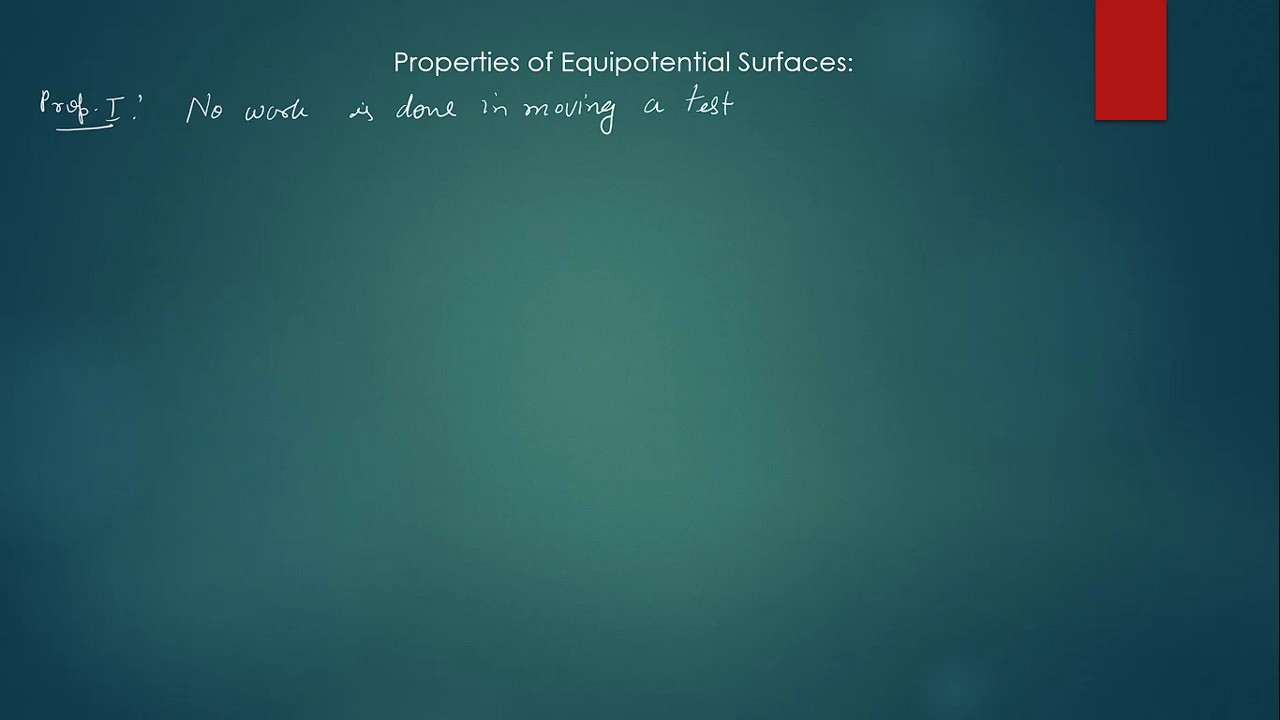 Properties of Equipotential Surfaces:
Prop. I: No work is done in moving a test